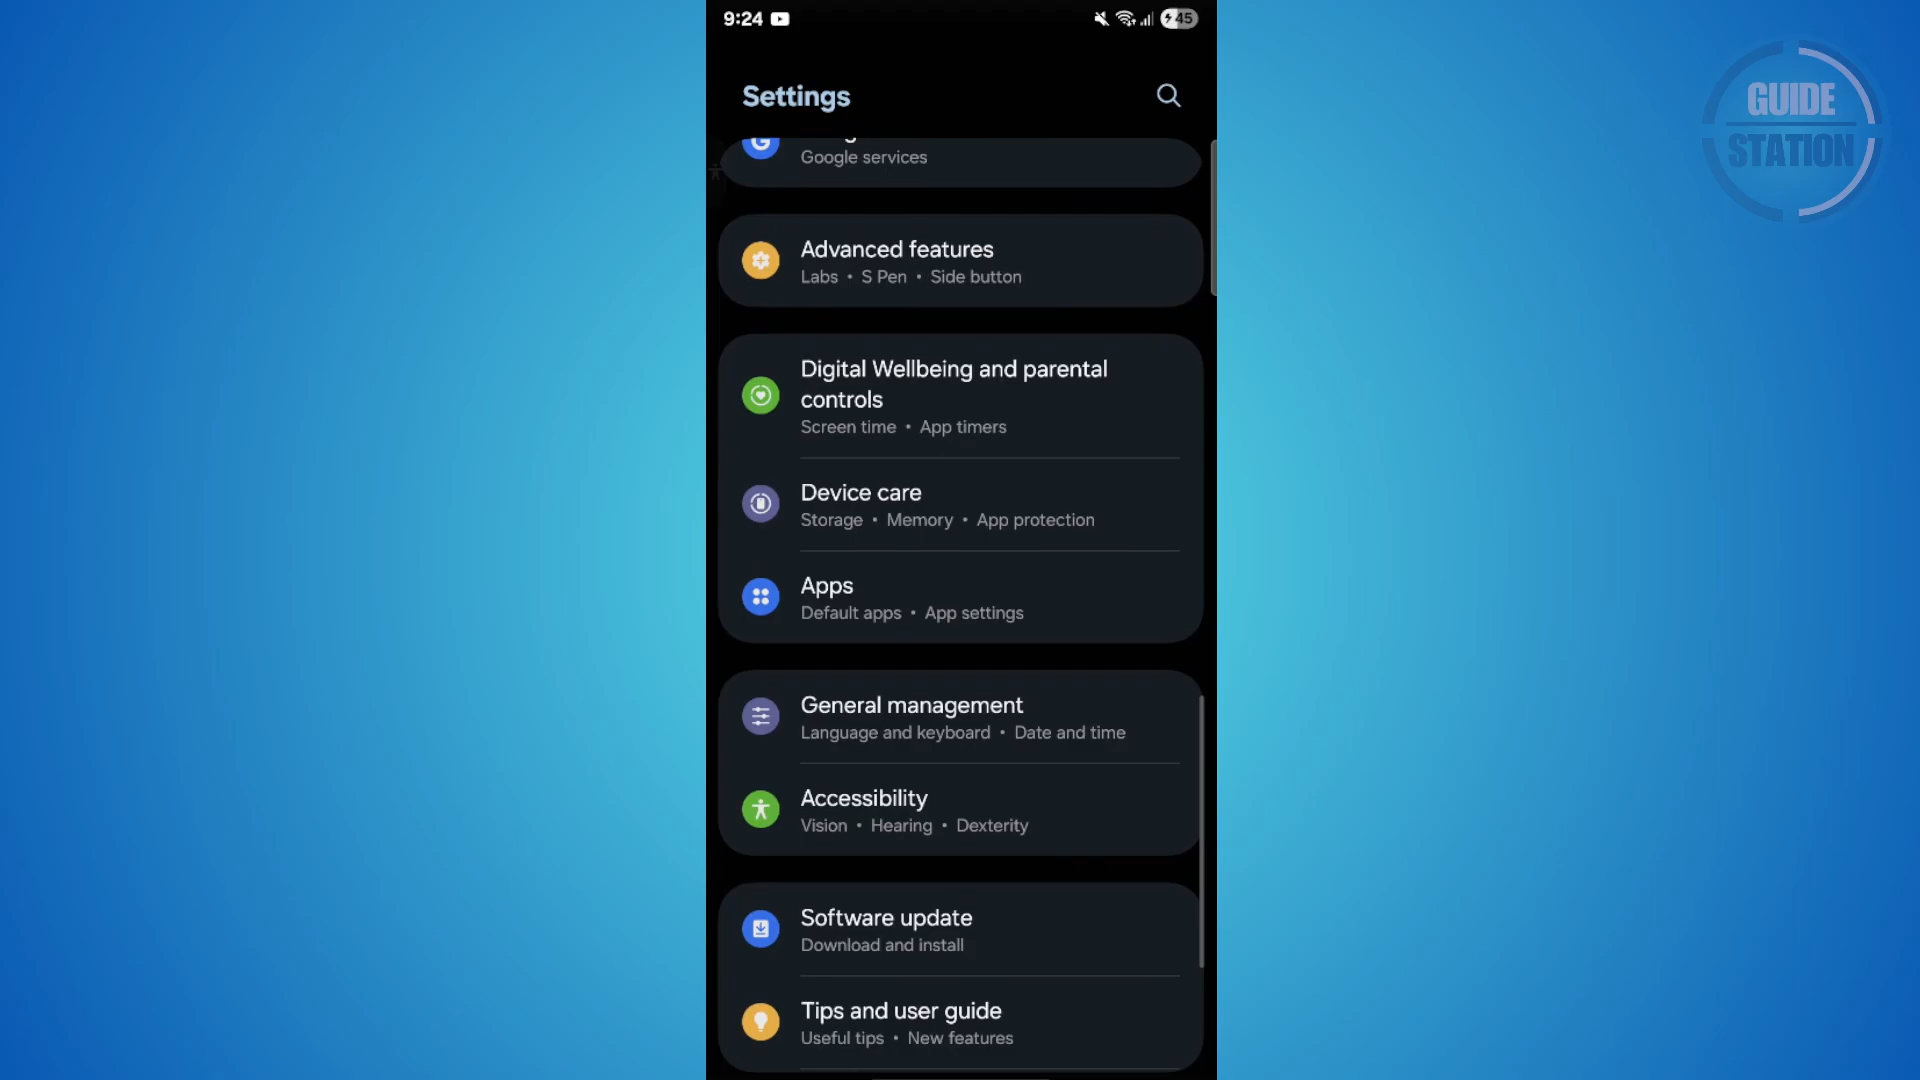 9:24
45
Settings
Google services
Advanced features
Labs • S Pen • Side button
Digital Wellbeing and parental
controls
Screen time • App timers
Device care
Storage • Memory • App protection
Apps
Default apps • App settings
General management
Language and keyboard • Date and time
Accessibility
Vision • Hearing • Dexterity
Software update
Download and install
Tips and user guide
Useful tips • New features
GUIDE
STATION